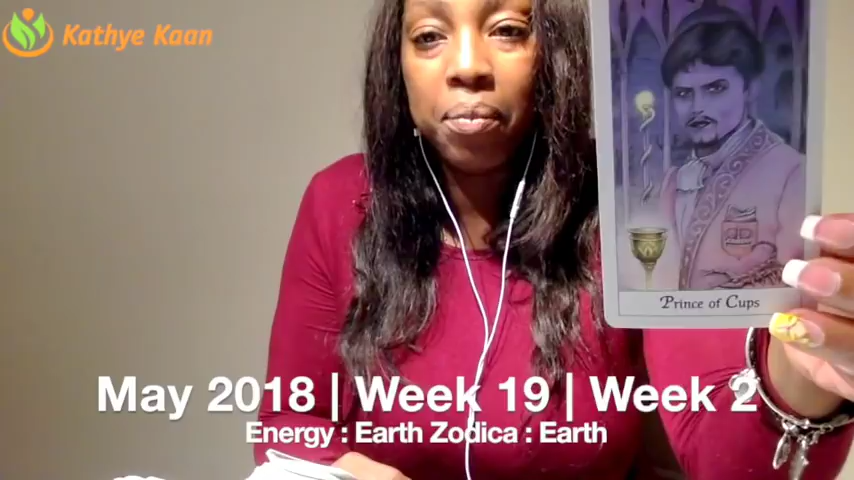 Kathye Kaan
Prince of Cups
May 2018 | Week 19 | Week 2
Energy : Earth Zodica : Earth